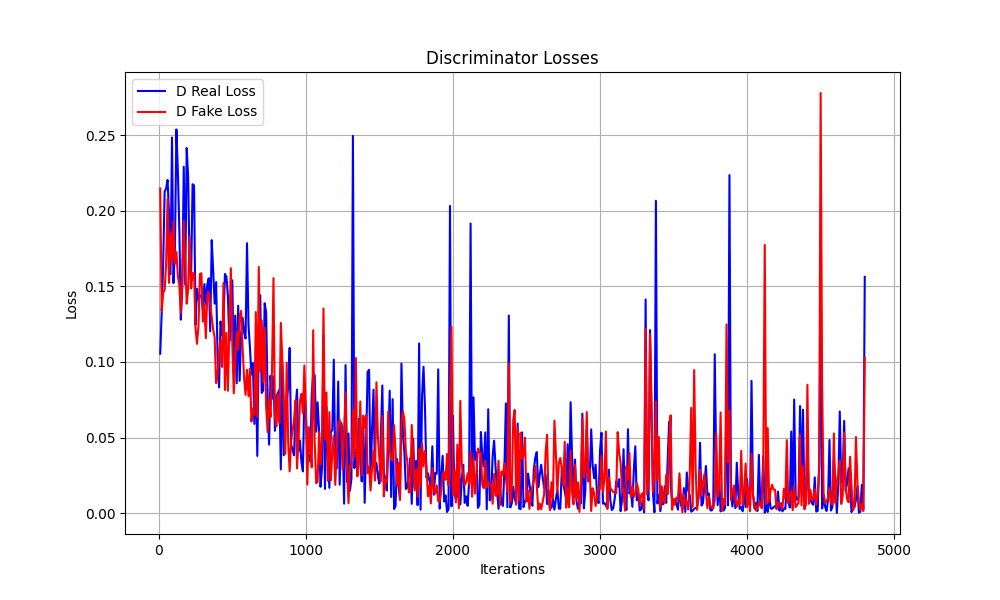 Discriminator Losses
D Real Loss
D Fake Loss
0.25
0.20
0.15
0.10
0.05
0.00
Loss
0 1000 2000 3000 4000 5000
Iterations